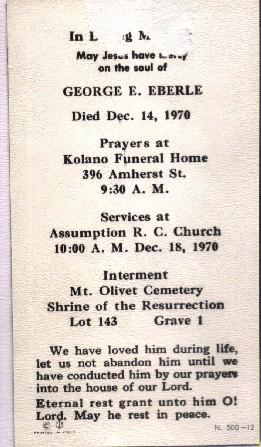 In L g M
May Jesus have
on the soul of
GEORGE E. EBERLE
Died Dec. 14, 1970
Prayers at
Kolano Funeral Home
396 Amherst St.
9:30 A. M.
Services at
Assumption R. C. Church
10:00 A. M. Dec. 18, 1970
Interment
Mt. Olivet Cemetery
Shrine of the Resurrection
Lot 143 Grave 1
We have loved him during life,
let us not abandon him until we
have conducted him by our prayers
into the house of our Lord.
Eternal rest grant unto him O!
Lord. May he rest in peace.
PRINTED IN ITALY
N. 500-12